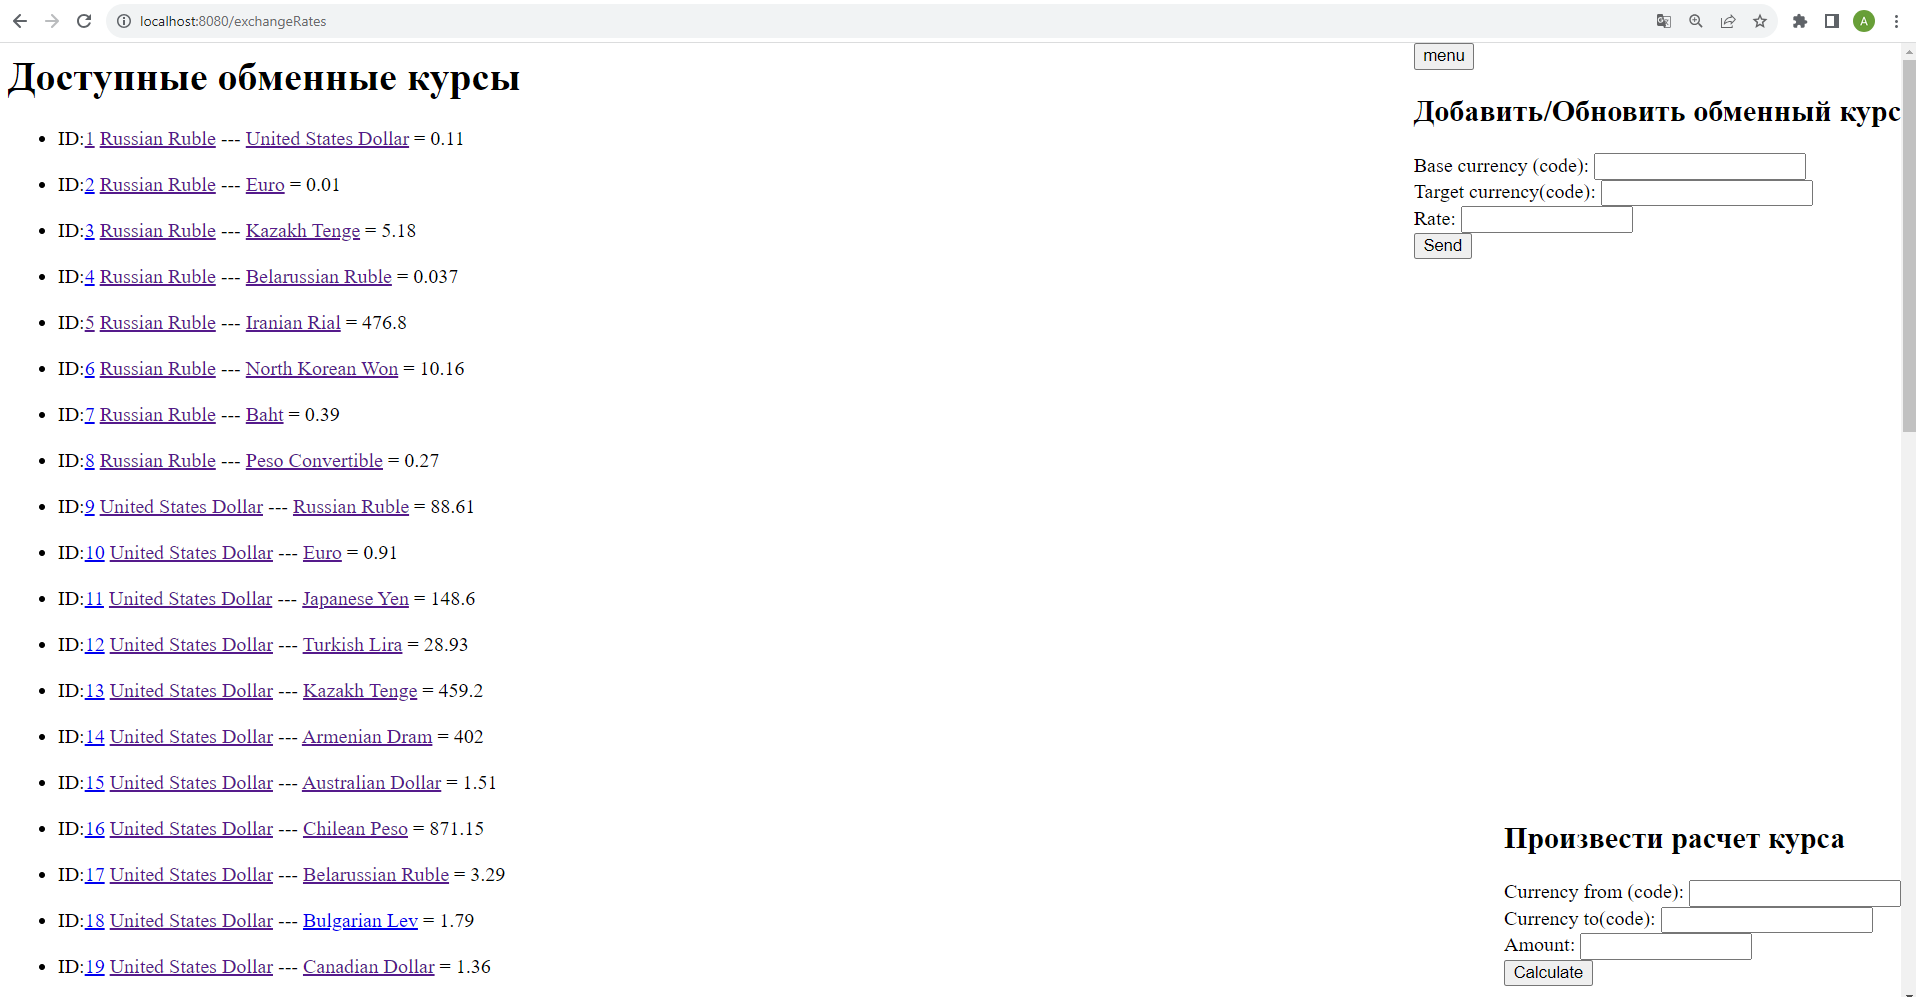 localhost:8080/exchangeRates
A
Доступные обменные курсы
ID:1 Russian Ruble --- United States Dollar = 0.11
ID:2 Russian Ruble --- Euro = 0.01
ID:3 Russian Ruble --- Kazakh Tenge = 5.18
ID:4 Russian Ruble --- Belarussian Ruble = 0.037
ID:5 Russian Ruble --- Iranian Rial = 476.8
ID:6 Russian Ruble --- North Korean Won = 10.16
ID:7 Russian Ruble --- Baht = 0.39
ID:8 Russian Ruble --- Peso Convertible = 0.27
ID:9 United States Dollar --- Russian Ruble = 88.61
ID:10 United States Dollar --- Euro = 0.91
ID:11 United States Dollar --- Japanese Yen = 148.6
ID:12 United States Dollar --- Turkish Lira = 28.93
ID:13 United States Dollar --- Kazakh Tenge = 459.2
ID:14 United States Dollar --- Armenian Dram = 402
ID:15 United States Dollar --- Australian Dollar = 1.51
ID:16 United States Dollar --- Chilean Peso = 871.15
ID:17 United States Dollar --- Belarussian Ruble = 3.29
ID:18 United States Dollar --- Bulgarian Lev = 1.79
ID:19 United States Dollar --- Canadian Dollar = 1.36
menu
Добавить/Обновить обменный курс
Base currency (code):
Target currency(code):
Rate:
Send
Произвести расчет курса
Currency from (code):
Currency to(code):
Amount:
Calculate